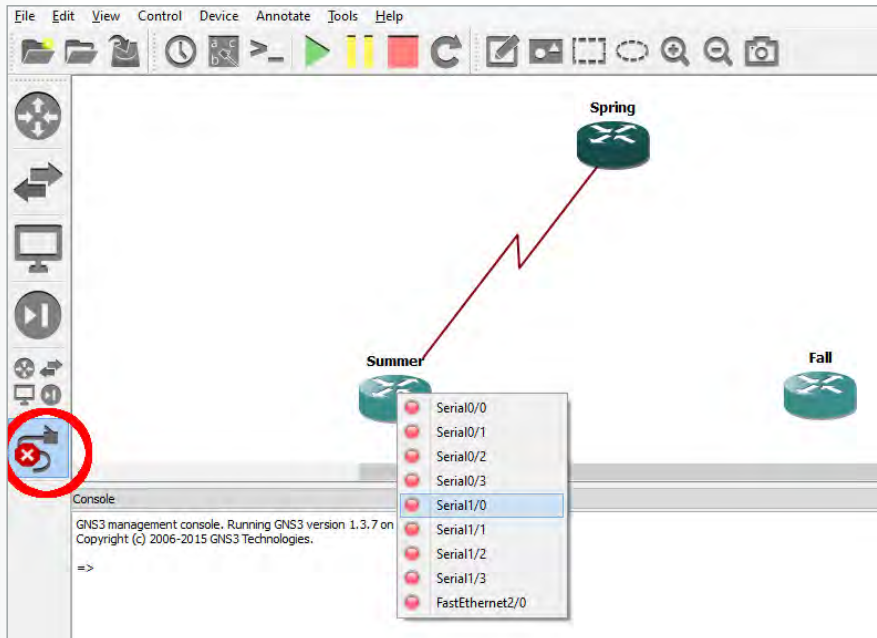 File Edit View Control Device Annotate Tools Help
Spring
Summer
Fall
Serial0/0
Serial0/1
Serial0/2
Serial0/3
Serial1/0
Serial1/1
Serial1/2
Serial1/3
FastEthernet2/0
Console
GNS3 management console. Running GNS3 version 1.3.7 on
Copyright (c) 2006-2015 GNS3 Technologies.
=>